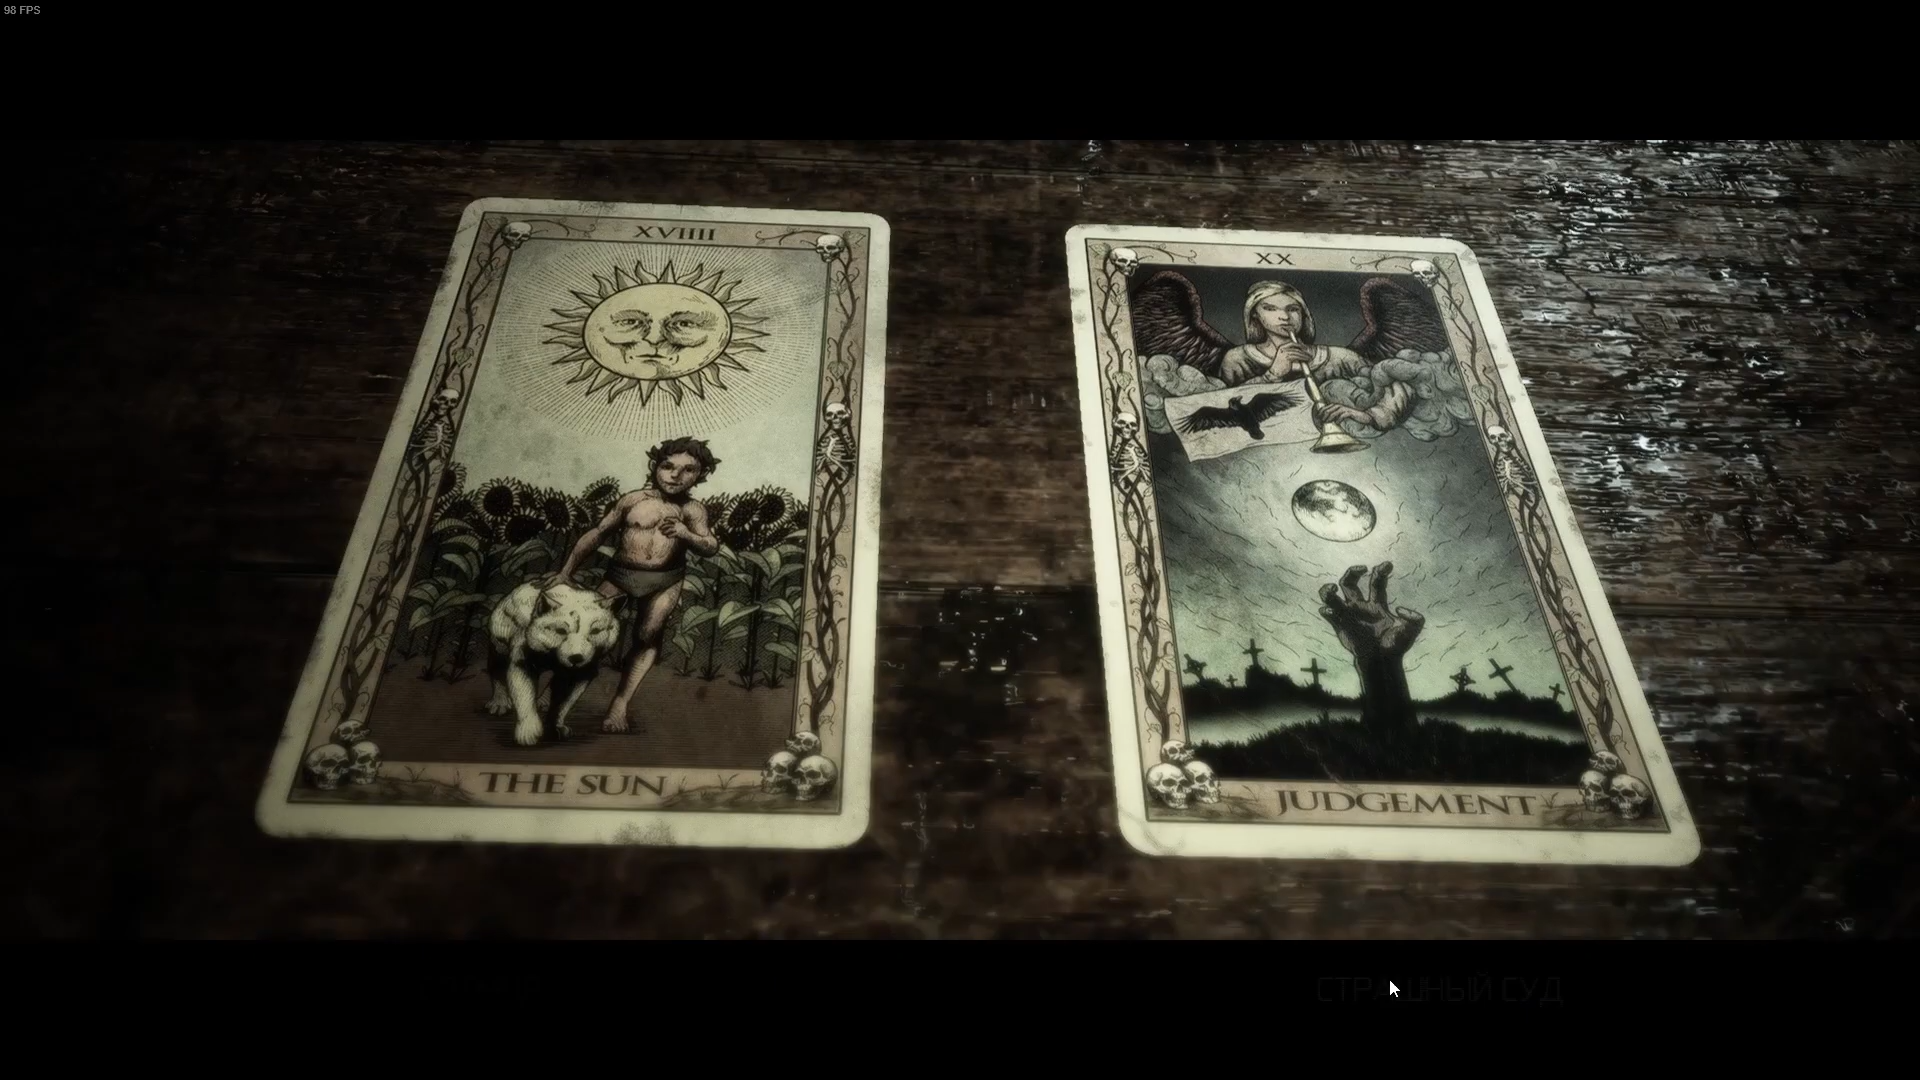 98 FPS
XVIIII
XX
THE SUN
JUDGEMENT
СТРАШНЫЙ СУД